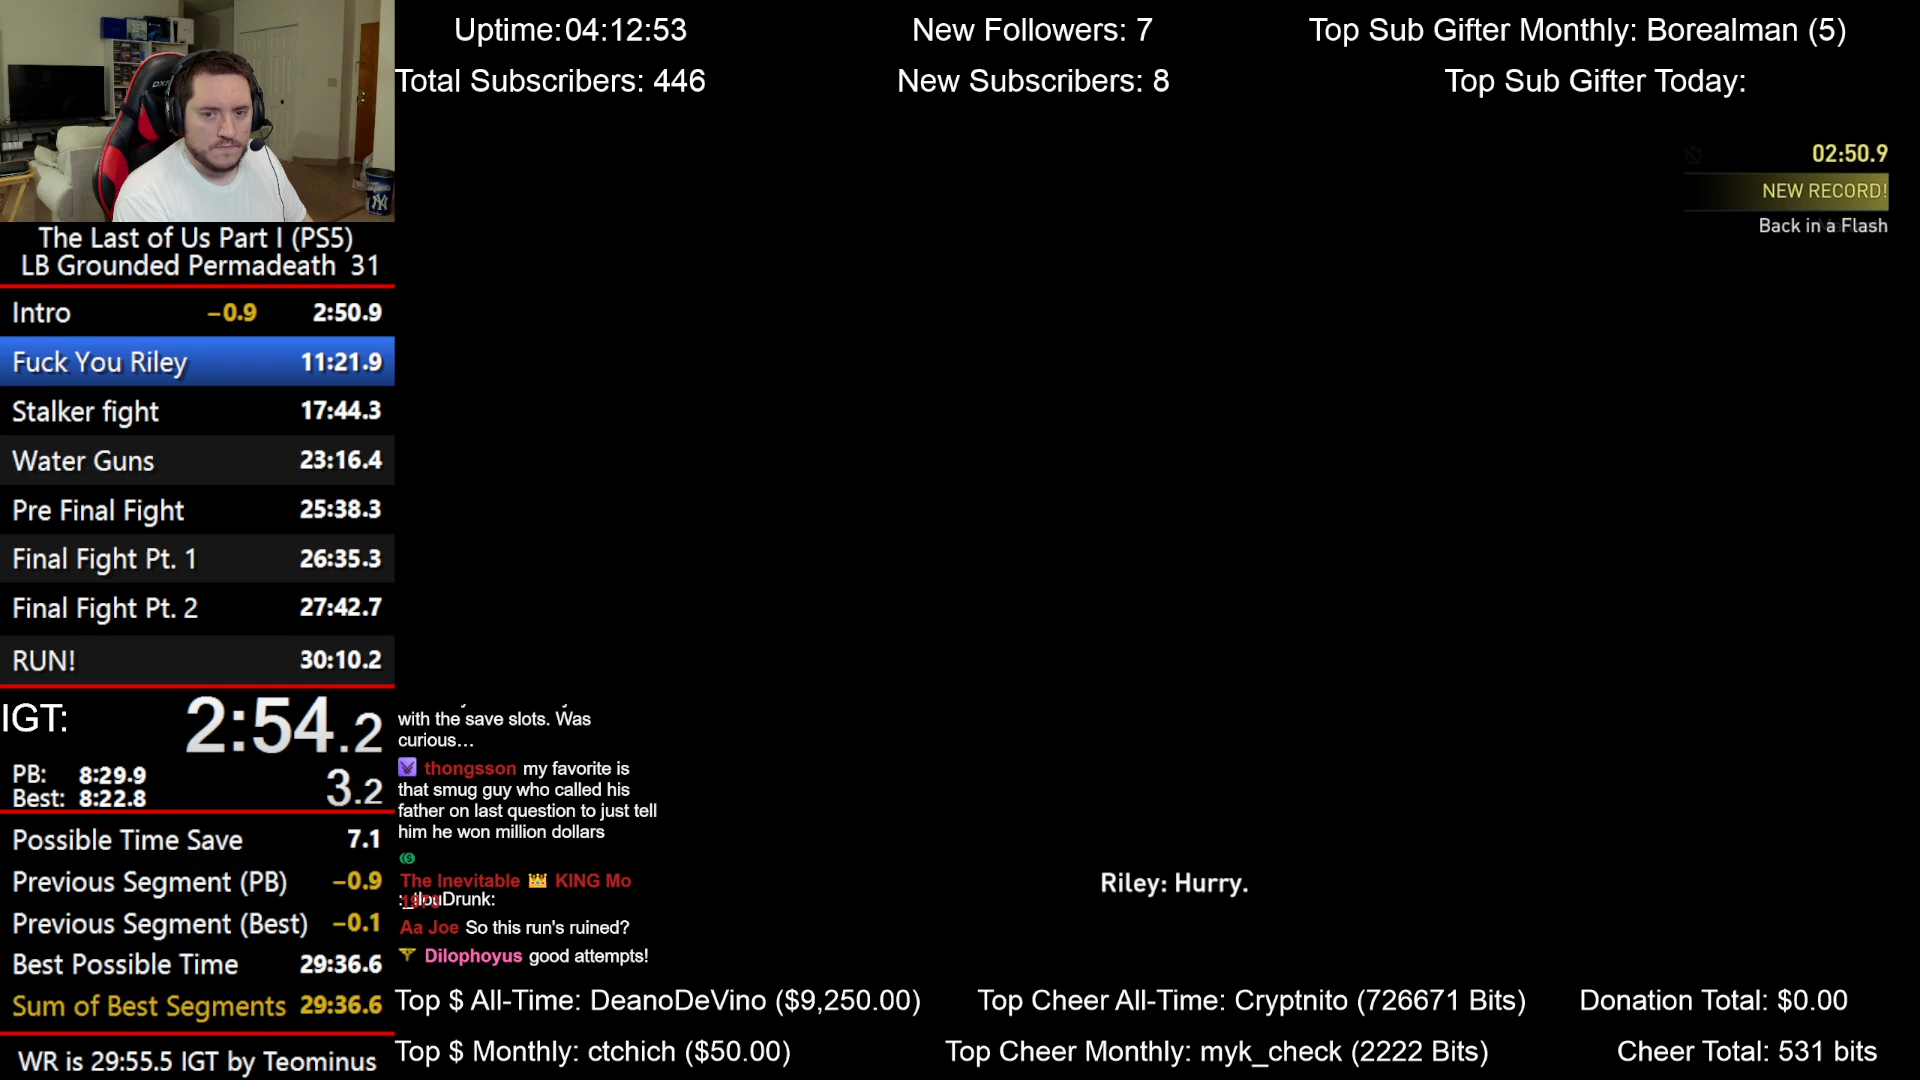 Uptime:04:12:53
New Followers: 7
Top Sub Gifter Monthly: Borealman (5)
Total Subscribers: 446
New Subscribers: 8
Top Sub Gifter Today:
02:50.9
NEW RECORD!
Back in a Flash
The Last of Us Part I (PS5)
LB Grounded Permadeath 31
Intro -0.9 2:50.9
Fuck You Riley 11:21.9
Stalker fight 17:44.3
Water Guns 23:16.4
Pre Final Fight 25:38.3
Final Fight Pt. 1 26:35.3
Final Fight Pt. 2 27:42.7
RUN! 30:10.2
IGT: 2:54.2
PB: 8:29.9
Best: 8:22.8
3.2
Possible Time Save 7.1
Previous Segment (PB) -0.9
Previous Segment (Best) -0.1
Best Possible Time 29:36.6
Sum of Best Segments 29:36.6
WR is 29:55.5 IGT by Teominus
with the save slots. Was
curious…
thongsson my favorite is
that smug guy who called his
father on last question to just tell
him he won million dollars
The Inevitable 👑 KING Mo
Aa Joe So this run's ruined?
Dilophoyus good attempts!
Riley: Hurry.
Top $ All-Time: DeanoDeVino ($9,250.00)
Top Cheer All-Time: Cryptnito (726671 Bits)
Donation Total: $0.00
Top $ Monthly: ctchich ($50.00)
Top Cheer Monthly: myk_check (2222 Bits)
Cheer Total: 531 bits